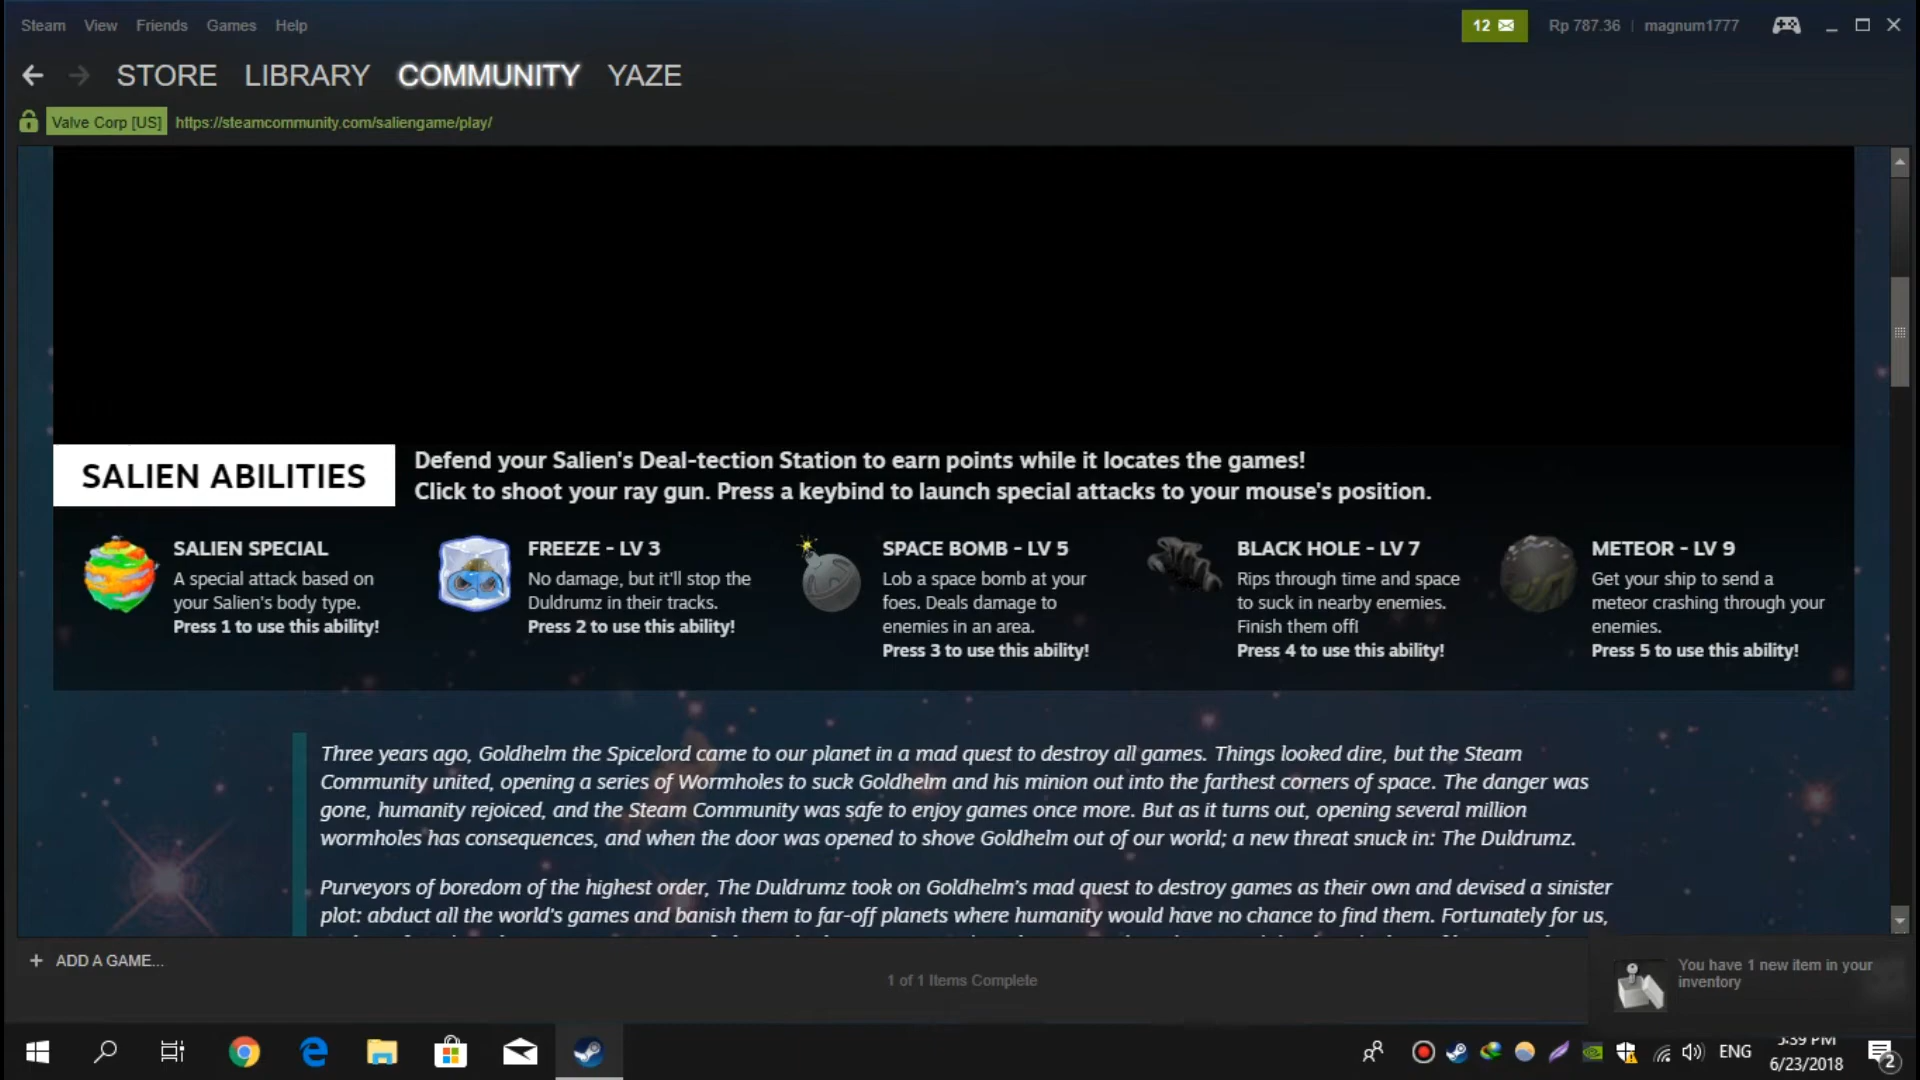 Steam View Friends Games Help
12
Rp 787.36 | magnum1777
STORE LIBRARY COMMUNITY YAZE
Valve Corp [US] https://steamcommunity.com/saliengame/play/
SALIEN ABILITIES
Defend your Salien's Deal-tection Station to earn points while it locates the games!
Click to shoot your ray gun. Press a keybind to launch special attacks to your mouse's position.
SALIEN SPECIAL
A special attack based on
your Salien's body type.
Press 1 to use this ability!
FREEZE - LV 3
No damage, but it'll stop the
Duldrumz in their tracks.
Press 2 to use this ability!
SPACE BOMB - LV 5
Lob a space bomb at your
foes. Deals damage to
enemies in an area.
Press 3 to use this ability!
BLACK HOLE - LV 7
Rips through time and space
to suck in nearby enemies.
Finish them off!
Press 4 to use this ability!
METEOR - LV 9
Get your ship to send a
meteor crashing through your
enemies.
Press 5 to use this ability!
Three years ago, Goldhelm the Spicelord came to our planet in a mad quest to destroy all games. Things looked dire, but the Steam
Community united, opening a series of Wormholes to suck Goldhelm and his minion out into the farthest corners of space. The danger was
gone, humanity rejoiced, and the Steam Community was safe to enjoy games once more. But as it turns out, opening several million
wormholes has consequences, and when the door was opened to shove Goldhelm out of our world; a new threat snuck in: The Duldrumz.
Purveyors of boredom of the highest order, The Duldrumz took on Goldhelm's mad quest to destroy games as their own and devised a sinister
plot: abduct all the world's games and banish them to far-off planets where humanity would have no chance to find them. Fortunately for us,
+ ADD A GAME...
1 of 1 Items Complete
You have 1 new item in your
inventory
ENG
5:39 PM
6/23/2018
2